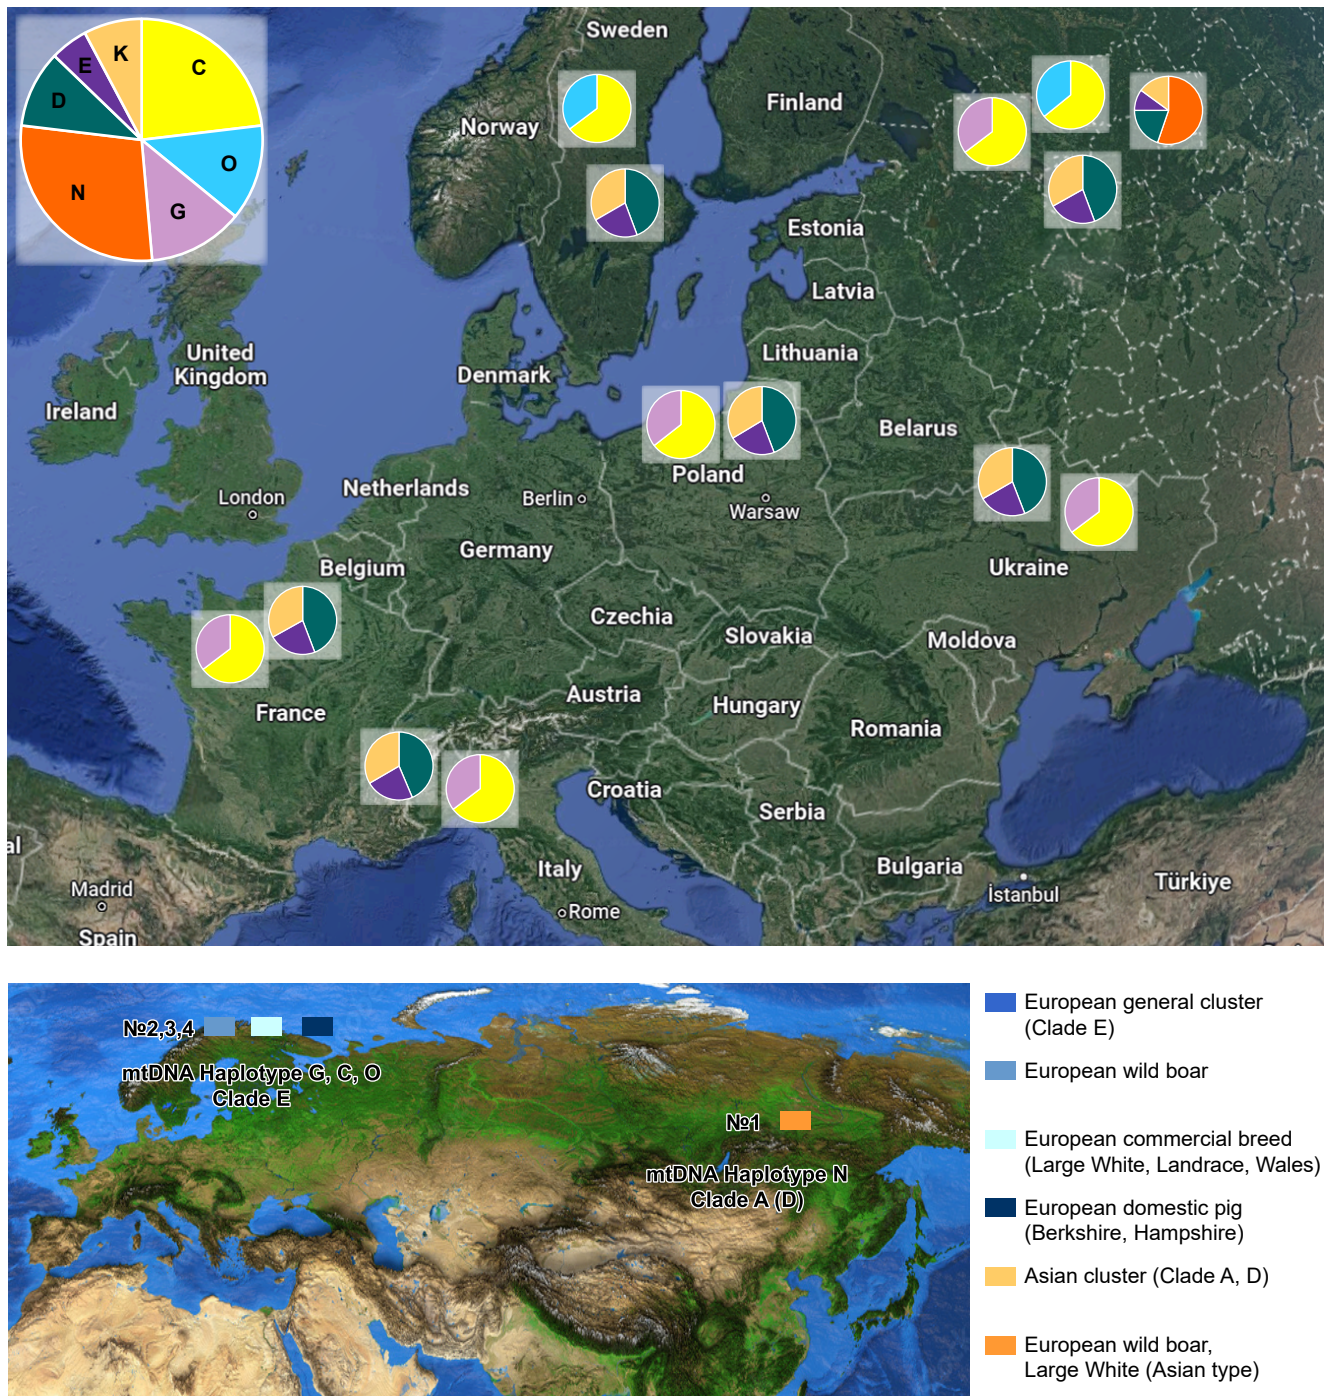 K
C
E
D
O
N
G
Sweden
Finland
Norway
Estonia
Latvia
Lithuania
United
Kingdom
Denmark
Ireland
Belarus
Poland
Netherlands
London
Berlin
Warsaw
Germany
Belgium
Ukraine
Czechia
Slovakia
Moldova
Austria
France
Hungary
Romania
Croatia
Serbia
al
Italy
Bulgaria
Türkiye
Madrid
İstanbul
Rome
Spain
№2,3,4
mtDNA Haplotype G, C, O
Clade E
№1
mtDNA Haplotype N
Clade A (D)
European general cluster
(Clade E)
European wild boar
European commercial breed
(Large White, Landrace, Wales)
European domestic pig
(Berkshire, Hampshire)
Asian cluster (Clade A, D)
European wild boar,
Large White (Asian type)